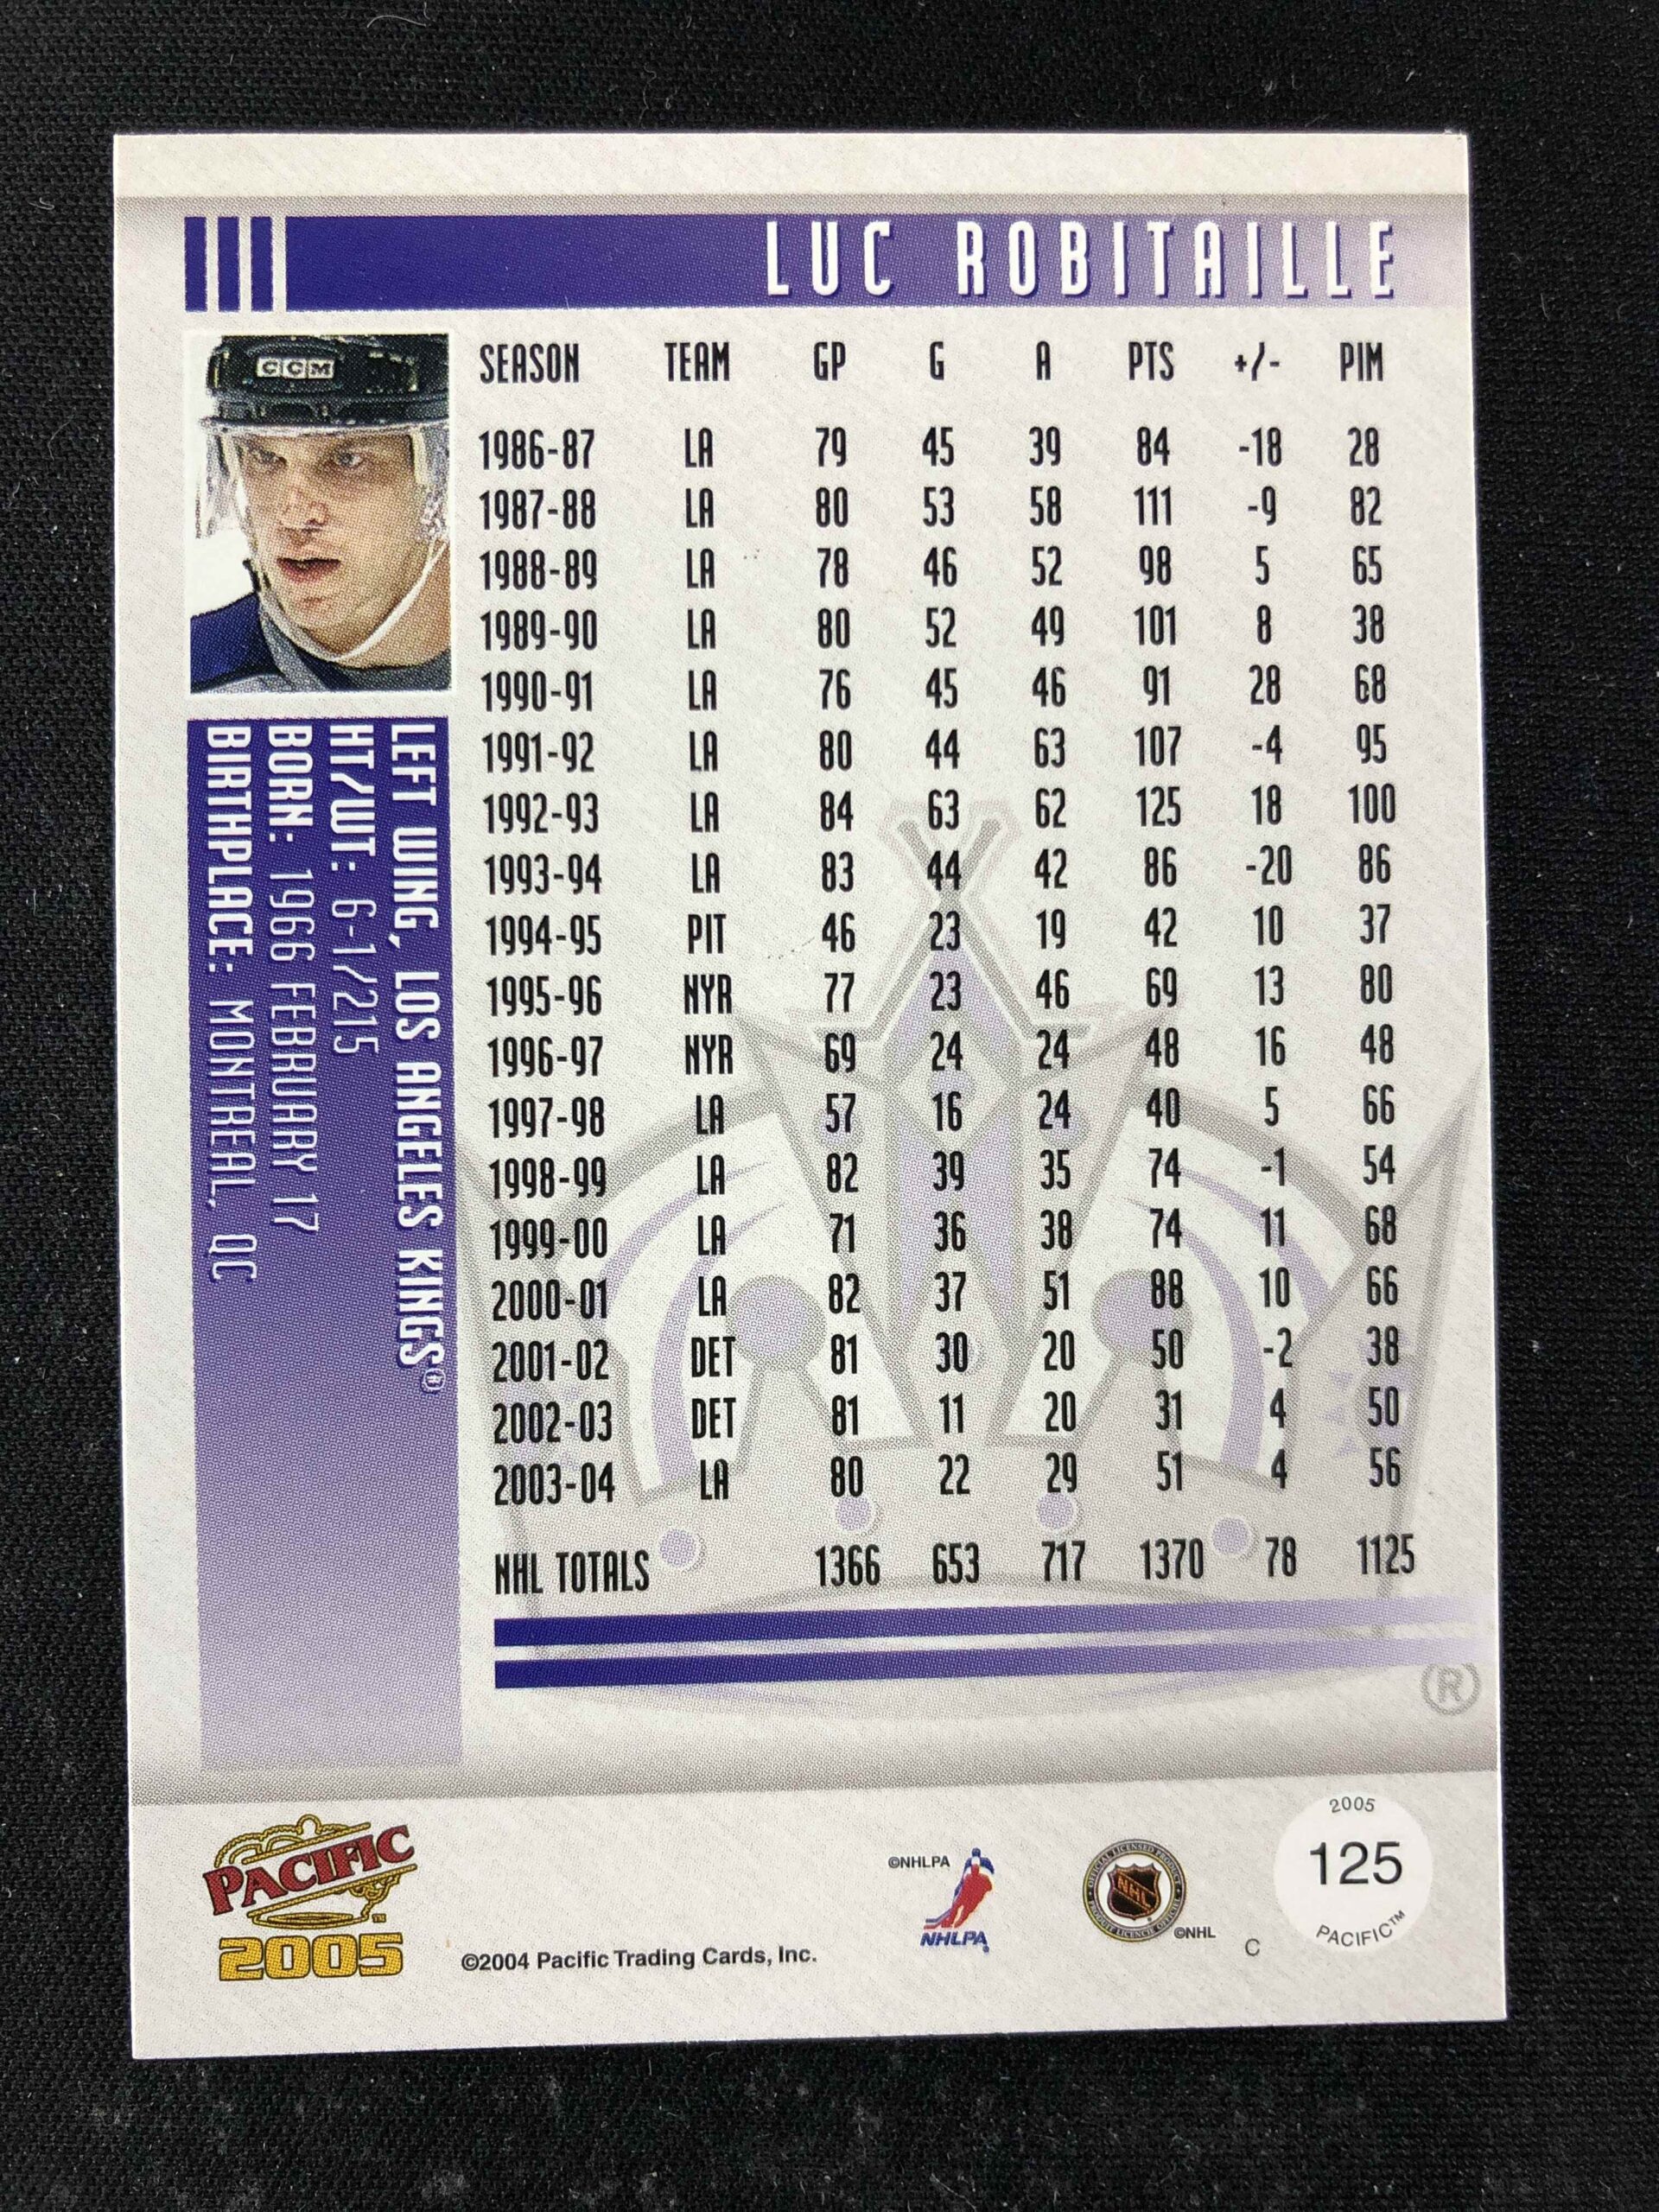 LUC ROBITAILLE
CCM
SEASON TEAM GP G A PTS +/- PIM
1986-87 LA 79 45 39 84 -18 28
1987-88 LA 80 53 58 111 -9 82
1988-89 LA 78 46 52 98 5 65
1989-90 LA 80 52 49 101 8 38
1990-91 LA 76 45 46 91 28 68
1991-92 LA 80 44 63 107 -4 95
1992-93 LA 84 63 62 125 18 100
1993-94 LA 83 44 42 86 -20 86
1994-95 PIT 46 23 19 42 10 37
1995-96 NYR 77 23 46 69 13 80
1996-97 NYR 69 24 24 48 16 48
1997-98 LA 57 16 24 40 5 66
1998-99 LA 82 39 35 74 -1 54
1999-00 LA 71 36 38 74 11 68
2000-01 LA 82 37 51 88 10 66
2001-02 DET 81 30 20 50 -2 38
2002-03 DET 81 11 20 31 4 50
2003-04 LA 80 22 29 51 4 56
NHL TOTALS 1366 653 717 1370 78 1125
LEFT WING, LOS ANGELES KINGS®
HT/WT: 6-1/215
BORN: 1966 FEBRUARY 17
BIRTHPLACE: MONTREAL, QC
®
PACIFIC™
2005
©2004 Pacific Trading Cards, Inc.
©NHLPA
NHLPA
NHL
©NHL
C
2005
125
PACIFIC™